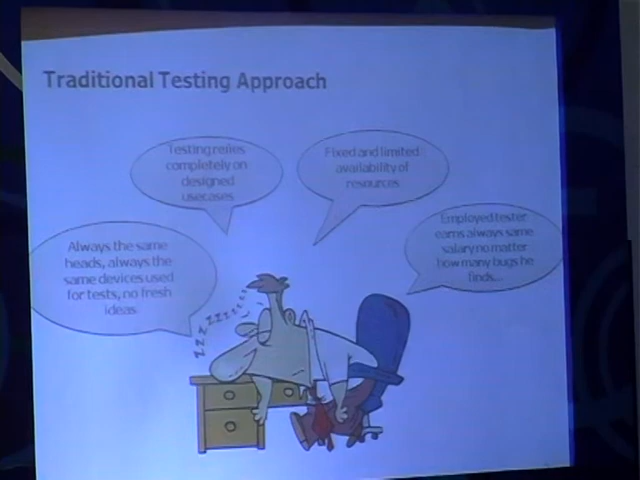 Traditional Testing Approach
Testing relies
completely on
designed
usecases
Fixed and limited
availability of
resources
Always the same
heads, always the
same devices used
for tests, no fresh
ideas
Employed tester
earns always same
salary no matter
how many bugs he
finds...
zzz zzzzzzz